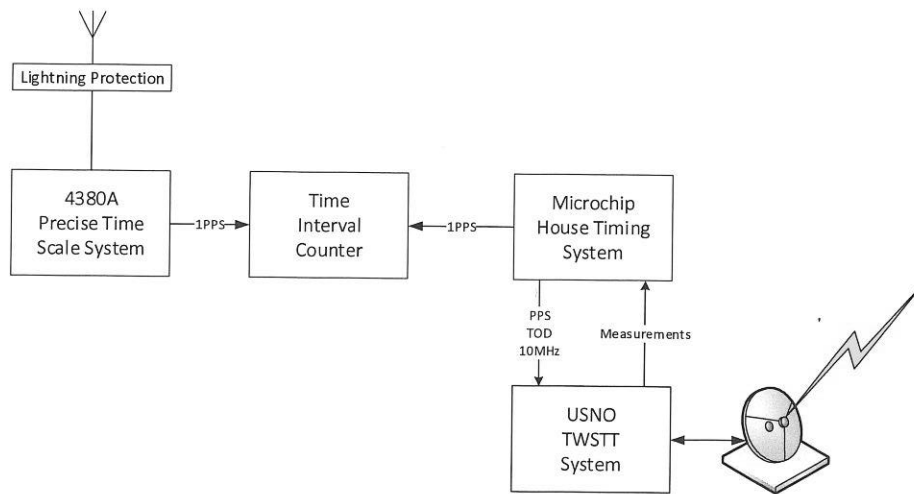 Lightning Protection
4380A
Precise Time
Scale System
1PPS
Time
Interval
Counter
1PPS
Microchip
House Timing
System
PPS
TOD
10MHz
Measurements
USNO
TWSTT
System